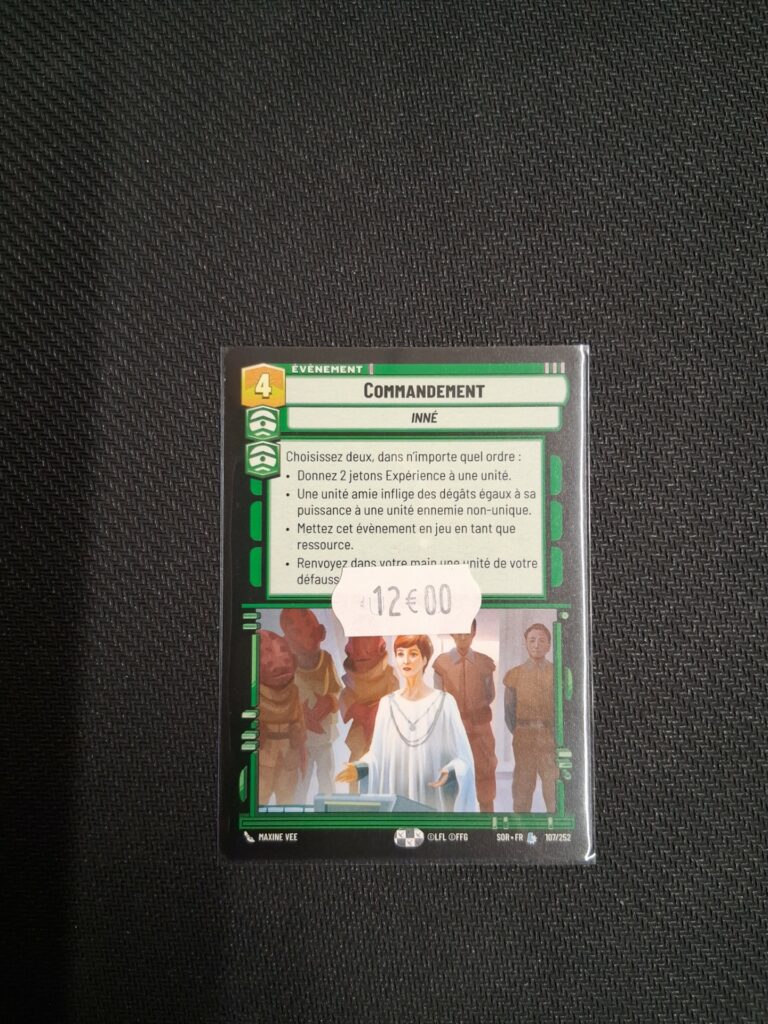 ÉVÈNEMENT
4
COMMANDEMENT
INNÉ
Choisissez deux, dans n'importe quel ordre :
• Donnez 2 jetons Expérience à une unité.
• Une unité amie inflige des dégâts égaux à sa
puissance à une unité ennemie non-unique.
• Mettez cet évènement en jeu en tant que
ressource.
• Renvoyez dans votre main une unité de votre
défauss
12€00
MAXINE VEE
©LFL ©FFG
SOR • FR
107/252